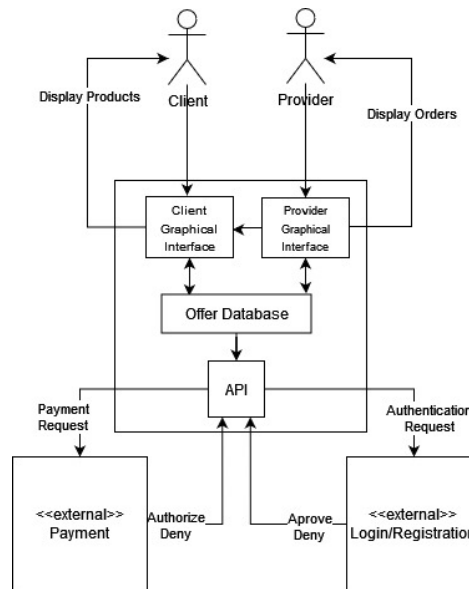 Client
Provider
Display Products
Display Orders
Client
Graphical
Interface
Provider
Graphical
Interface
Offer Database
API
Payment
Request
Authentication
Request
<<external>>
Payment
Authorize
Deny
Aprove
Deny
<<external>>
Login/Registration